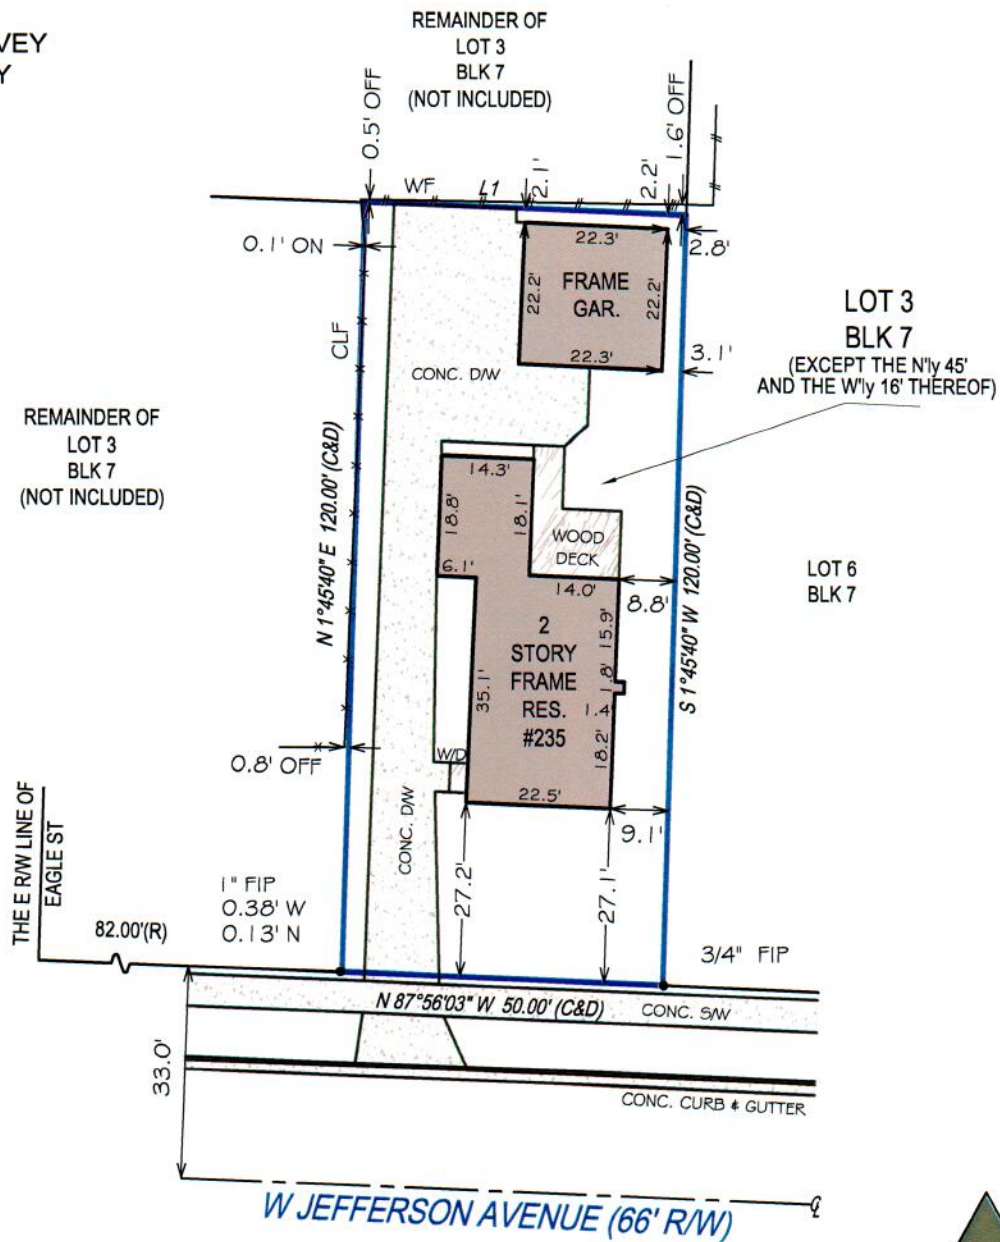 VEY
Y
REMAINDER OF
LOT 3
BLK 7
(NOT INCLUDED)
0.5' OFF
1.6' OFF
WF
L1
2.1'
2.2'
0.1' ON
22.3'
2.8'
22.2'
FRAME
GAR.
22.2'
22.3'
3.1'
CLF
CONC. D/W
LOT 3
BLK 7
(EXCEPT THE N'ly 45'
AND THE W'ly 16' THEREOF)
REMAINDER OF
LOT 3
BLK 7
(NOT INCLUDED)
N 1°45'40" E 120.00' (C&D)
14.3'
18.8'
18.1'
WOOD
DECK
6.1'
14.0'
8.8'
S 1°45'40" W 120.00' (C&D)
LOT 6
BLK 7
2
STORY
FRAME
RES.
#235
15.9'
1.8'
1.4'
35.1'
18.2'
W/D
0.8' OFF
22.5'
9.1'
CONC. D/W
27.2'
27.1'
THE E R/W LINE OF
EAGLE ST
1" FIP
0.38' W
0.13' N
82.00'(R)
3/4" FIP
N 87°56'03" W 50.00' (C&D)
CONC. S/W
33.0'
CONC. CURB & GUTTER
W JEFFERSON AVENUE (66' R/W)